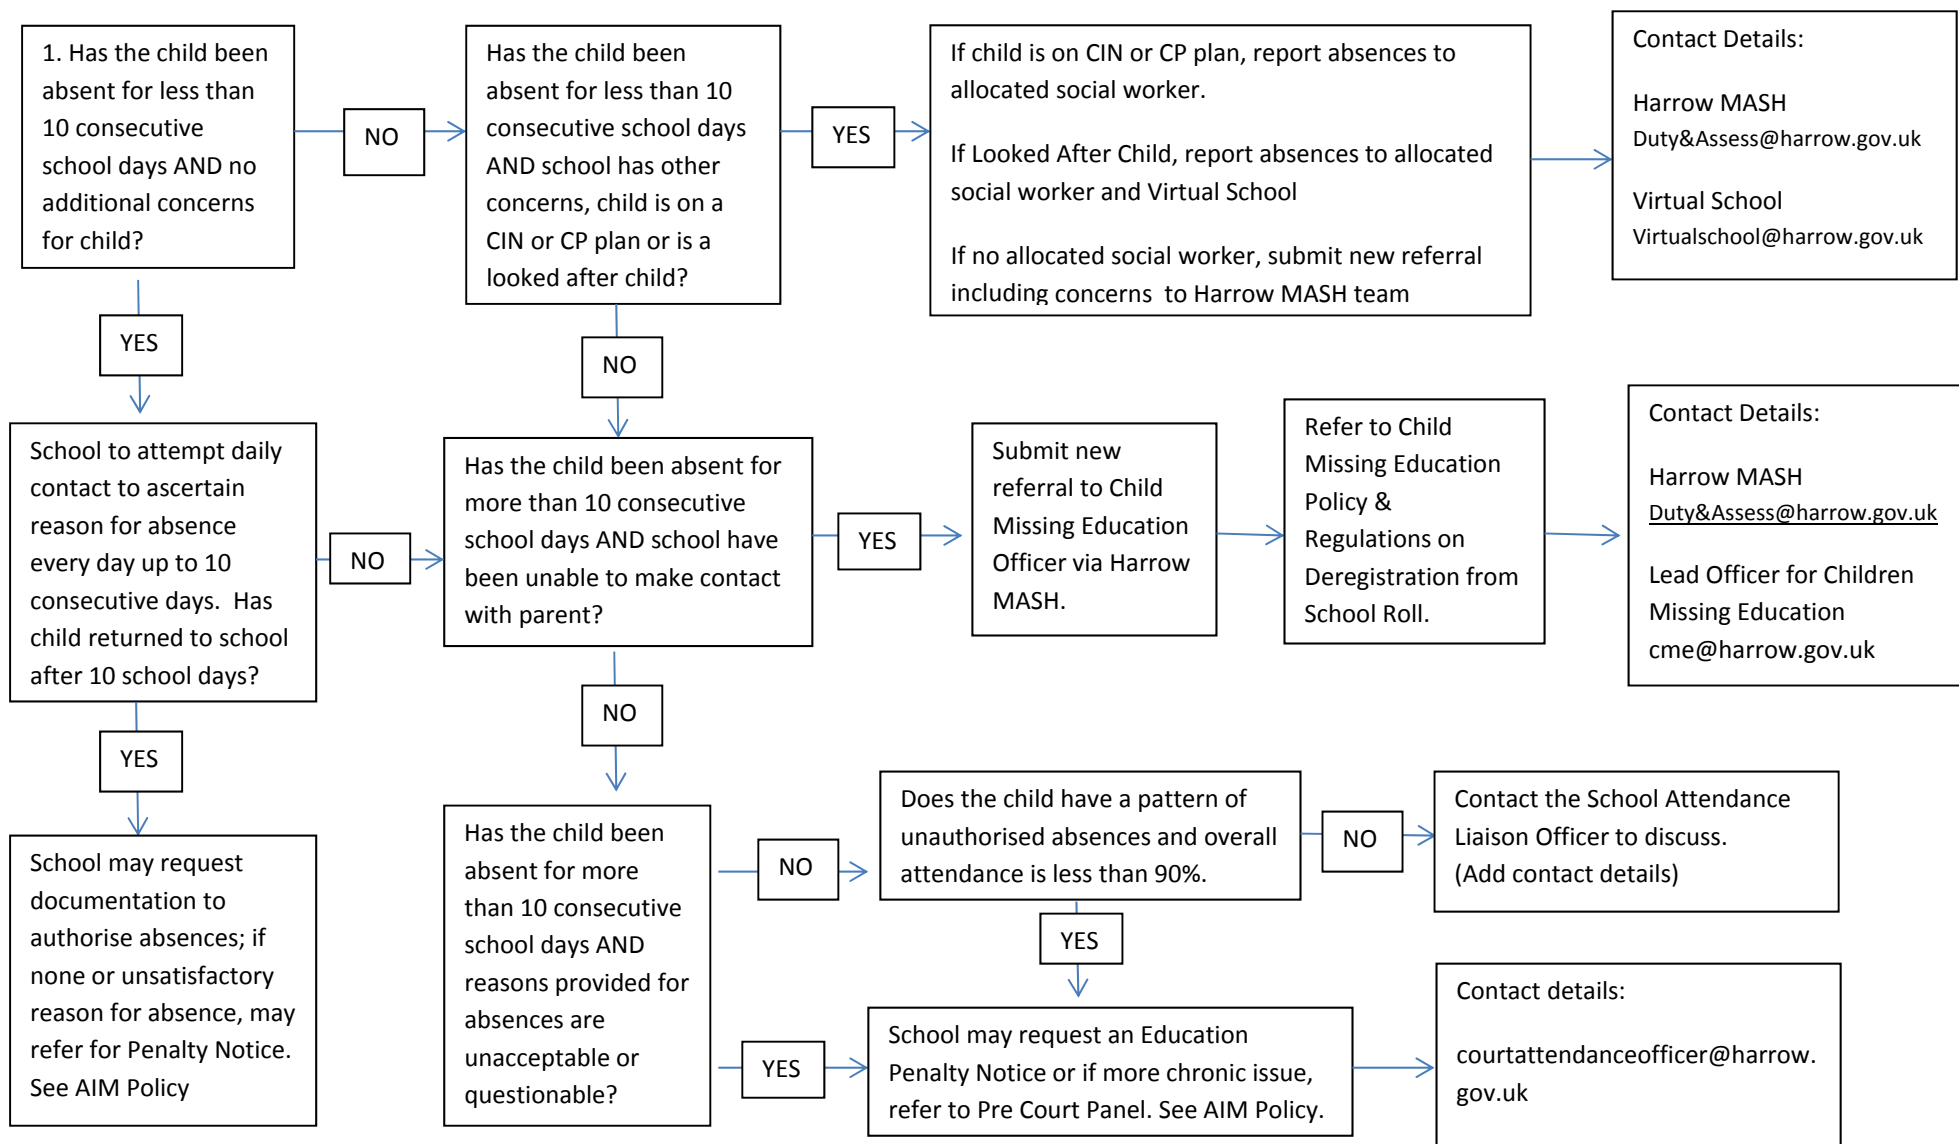 1. Has the child been
absent for less than
10 consecutive
school days AND no
additional concerns
for child?
NO
Has the child been
absent for less than 10
consecutive school days
AND school has other
concerns, child is on a
CIN or CP plan or is a
looked after child?
YES
If child is on CIN or CP plan, report absences to
allocated social worker.
If Looked After Child, report absences to allocated
social worker and Virtual School
If no allocated social worker, submit new referral
including concerns  to Harrow MASH team
Contact Details:
Harrow MASH
Duty&Assess@harrow.gov.uk
Virtual School
Virtualschool@harrow.gov.uk
YES
NO
School to attempt daily
contact to ascertain
reason for absence
every day up to 10
consecutive days.  Has
child returned to school
after 10 school days?
NO
Has the child been absent for
more than 10 consecutive
school days AND school have
been unable to make contact
with parent?
YES
Submit new
referral to Child
Missing Education
Officer via Harrow
MASH.
Refer to Child
Missing Education
Policy &
Regulations on
Deregistration from
School Roll.
Contact Details:
Harrow MASH
Duty&Assess@harrow.gov.uk
Lead Officer for Children
Missing Education
cme@harrow.gov.uk
YES
NO
School may request
documentation to
authorise absences; if
none or unsatisfactory
reason for absence, may
refer for Penalty Notice.
See AIM Policy
Has the child been
absent for more
than 10 consecutive
school days AND
reasons provided for
absences are
unacceptable or
questionable?
NO
Does the child have a pattern of
unauthorised absences and overall
attendance is less than 90%.
NO
Contact the School Attendance
Liaison Officer to discuss.
(Add contact details)
YES
YES
School may request an Education
Penalty Notice or if more chronic issue,
refer to Pre Court Panel. See AIM Policy.
Contact details:
courtattendanceofficer@harrow.
gov.uk